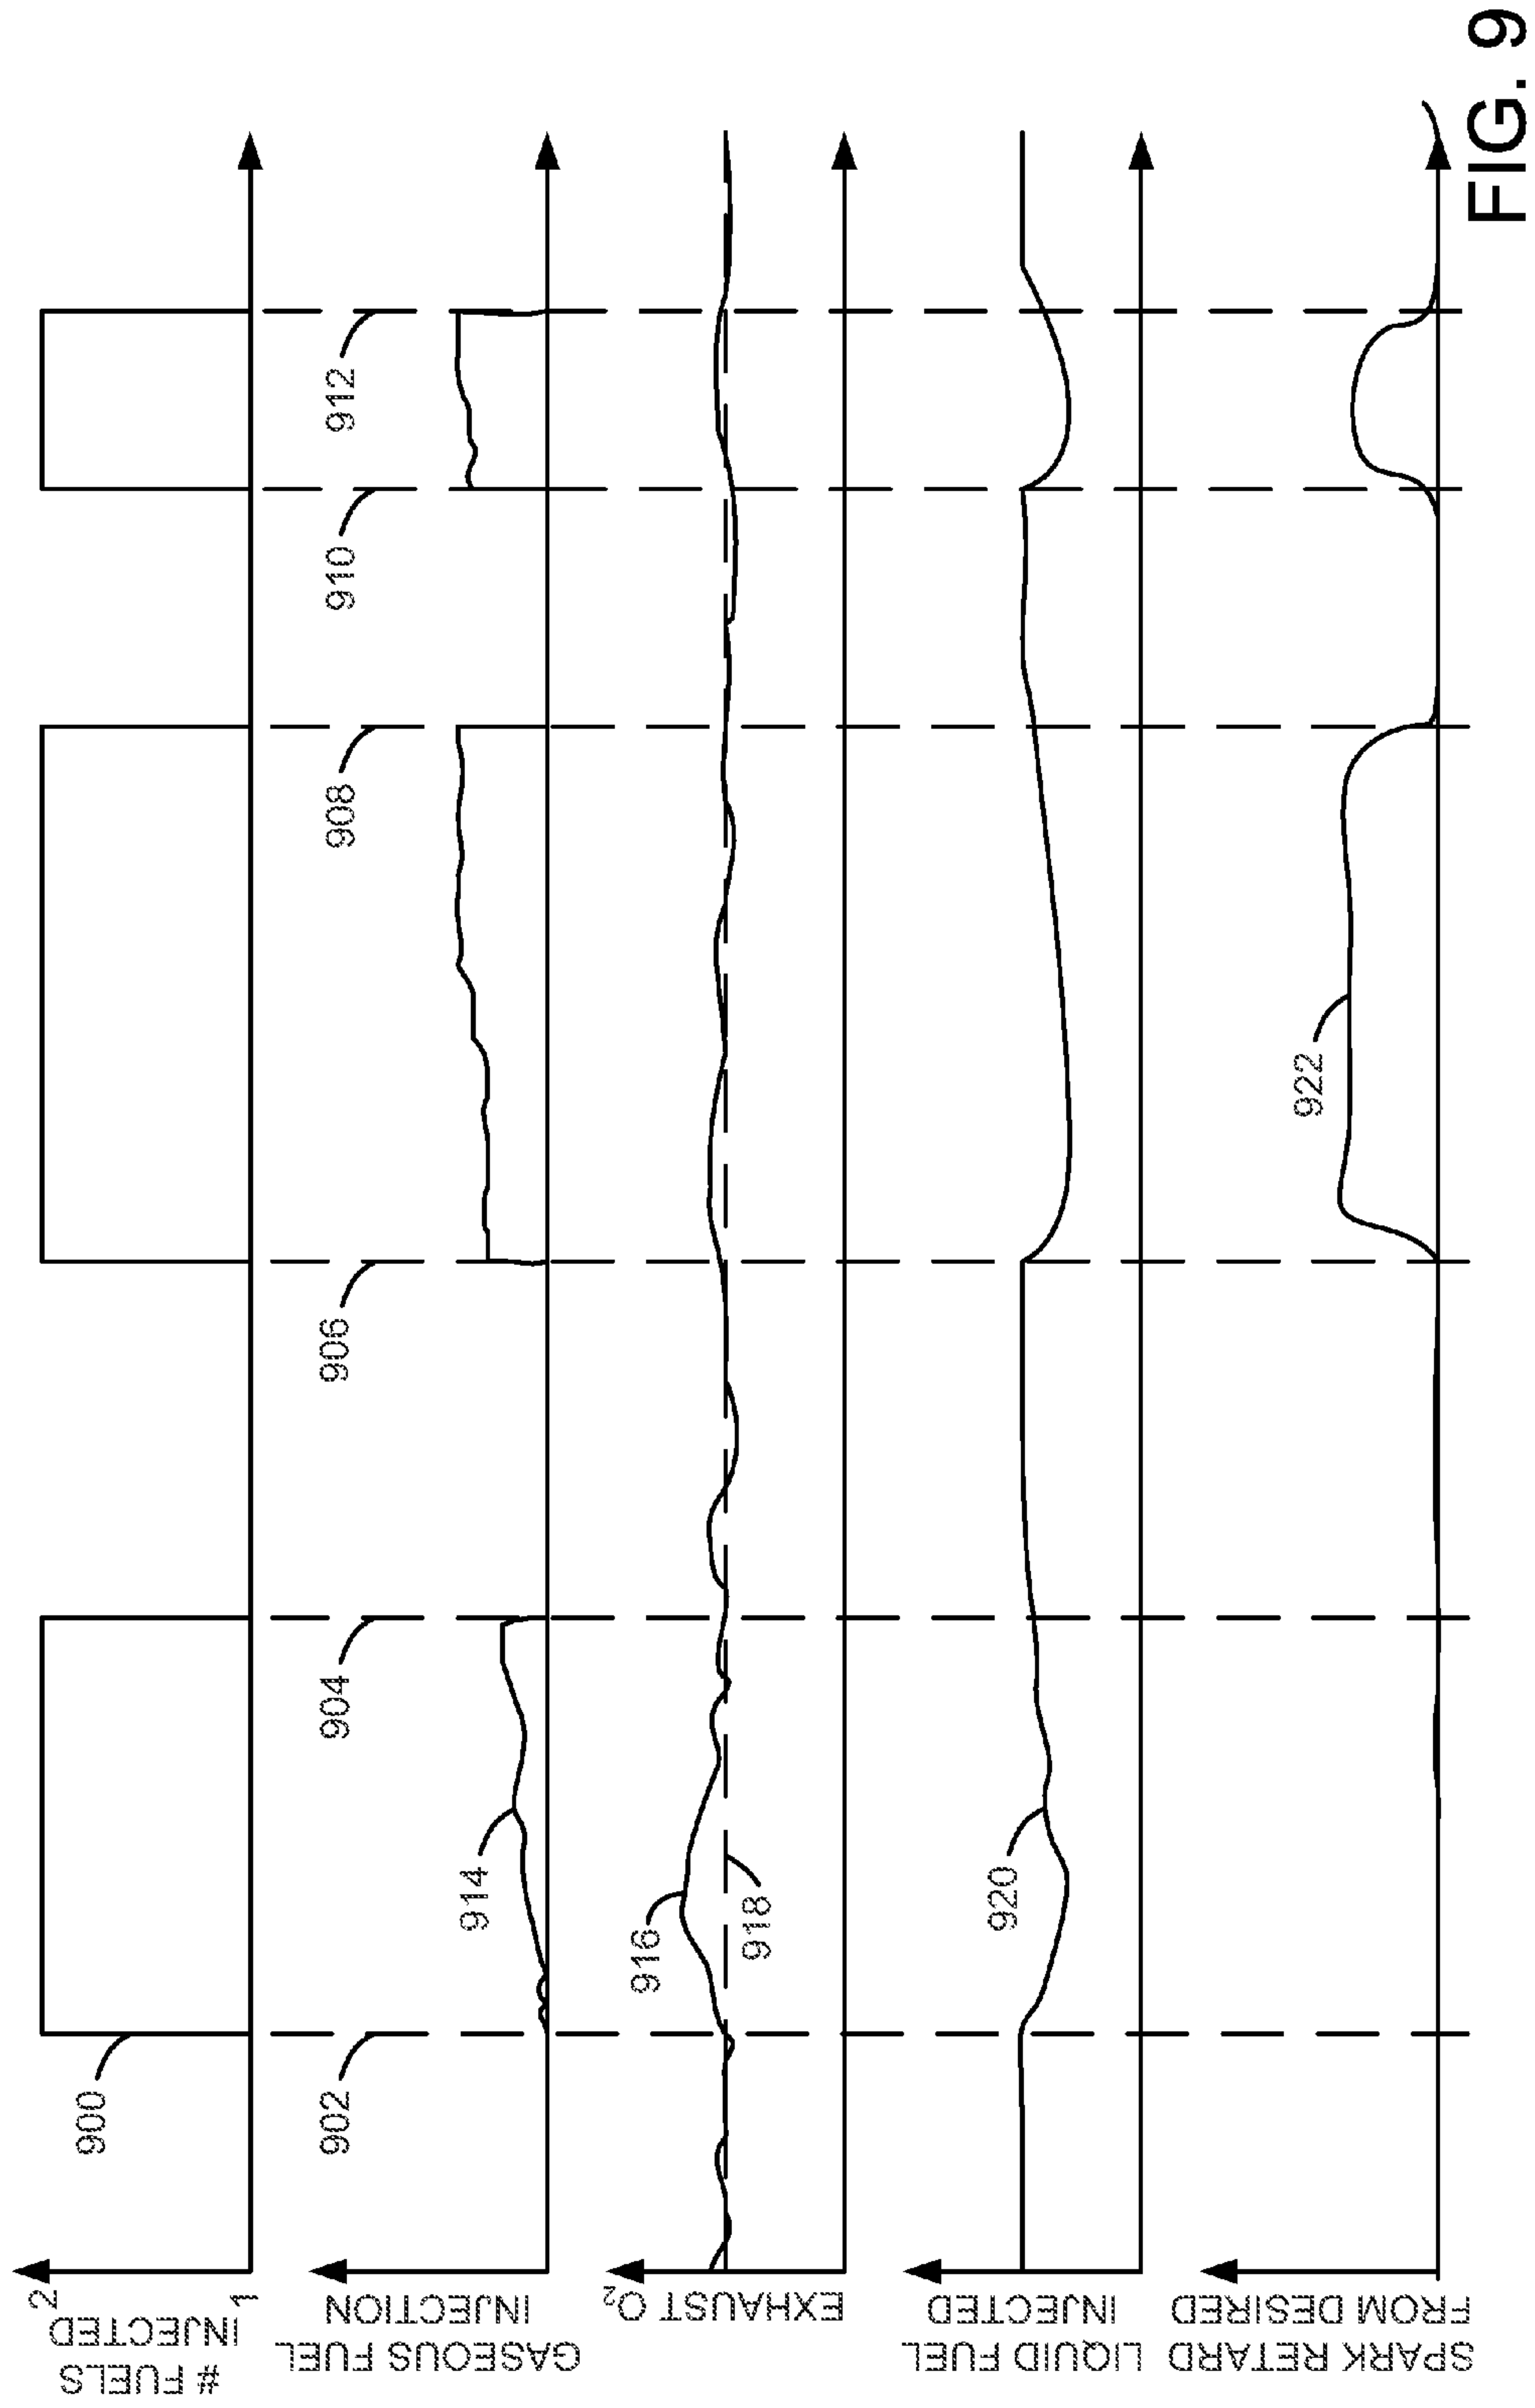 # FUELS
INJECTED
2
1
900
GASEOUS FUEL
INJECTION
902
904
906
908
910
912
914
EXHAUST O₂
916
918
LIQUID FUEL
INJECTED
920
SPARK RETARD
FROM DESIRED
922
FIG. 9